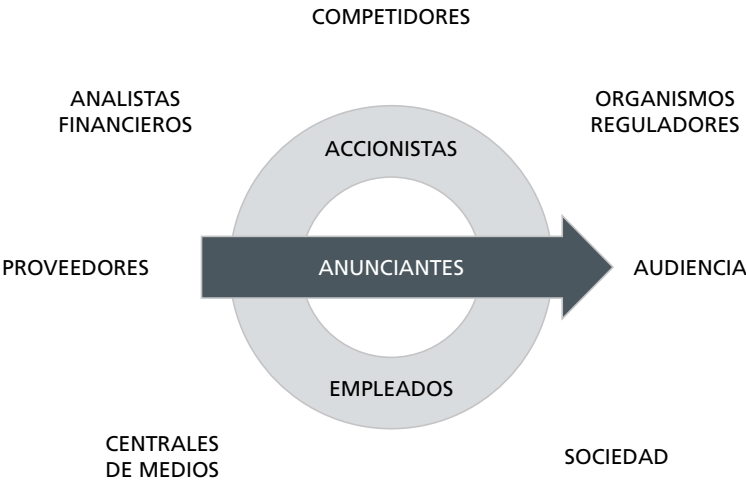 COMPETIDORES
ANALISTAS
FINANCIEROS
ORGANISMOS
REGULADORES
ACCIONISTAS
PROVEEDORES
ANUNCIANTES
AUDIENCIA
EMPLEADOS
CENTRALES
DE MEDIOS
SOCIEDAD